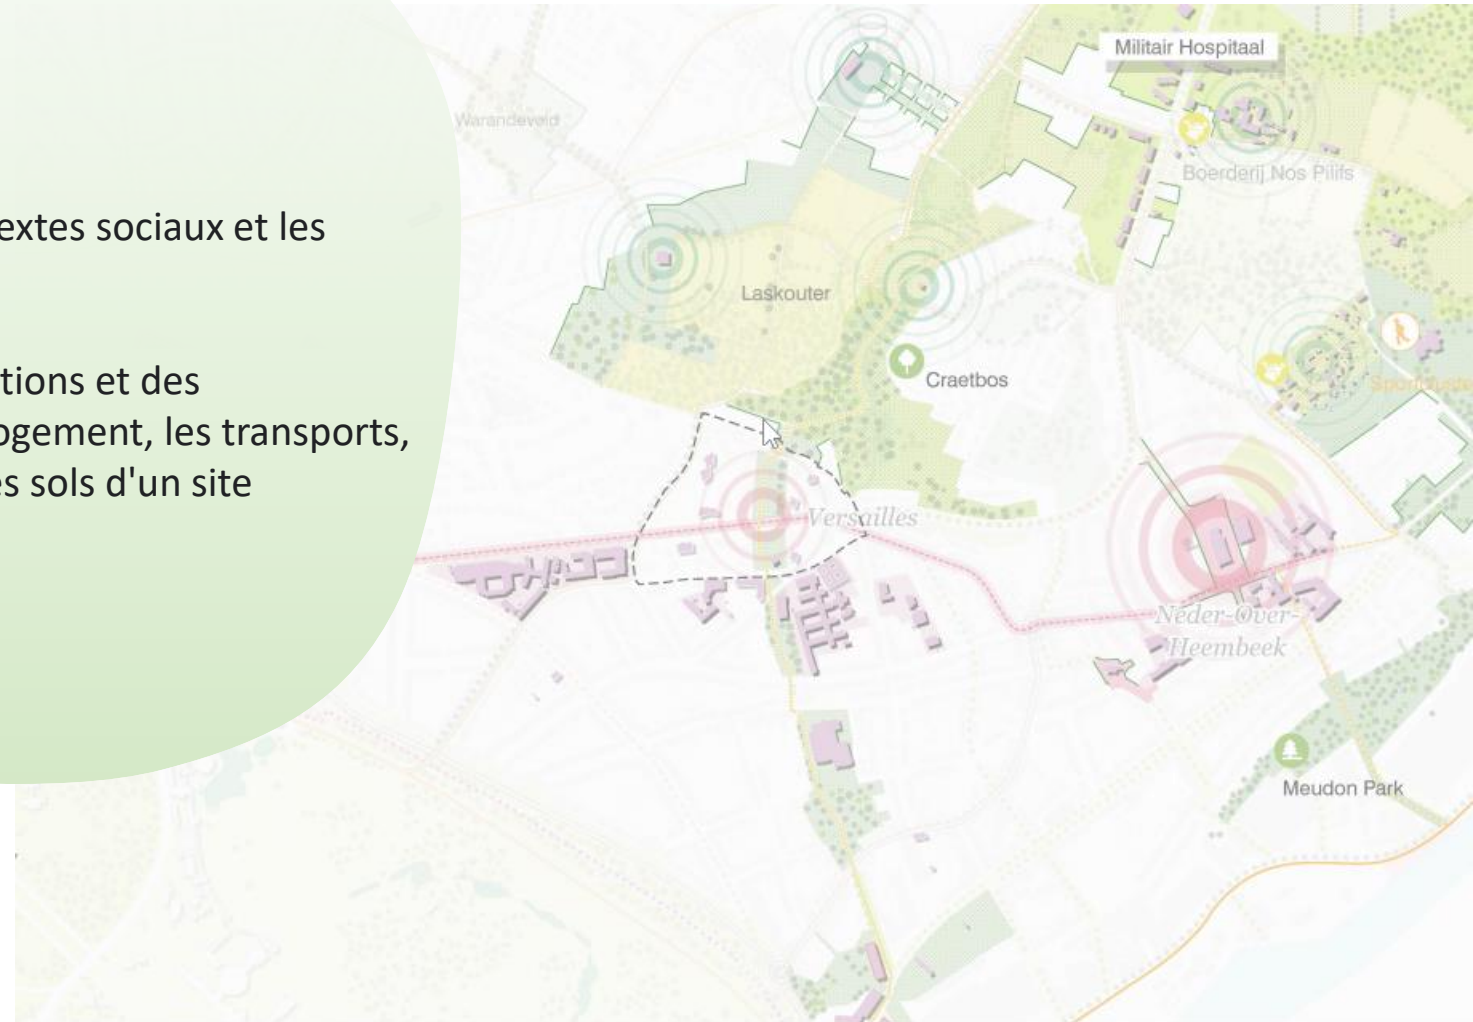 extes sociaux et les
tions et des
ogement, les transports,
es sols d'un site
Militair Hospitaal
Warandeveld
Boerderij Nos Pilifs
Laskouter
Craetbos
Versailles
Neder-Over-
Heembeek
Meudon Park